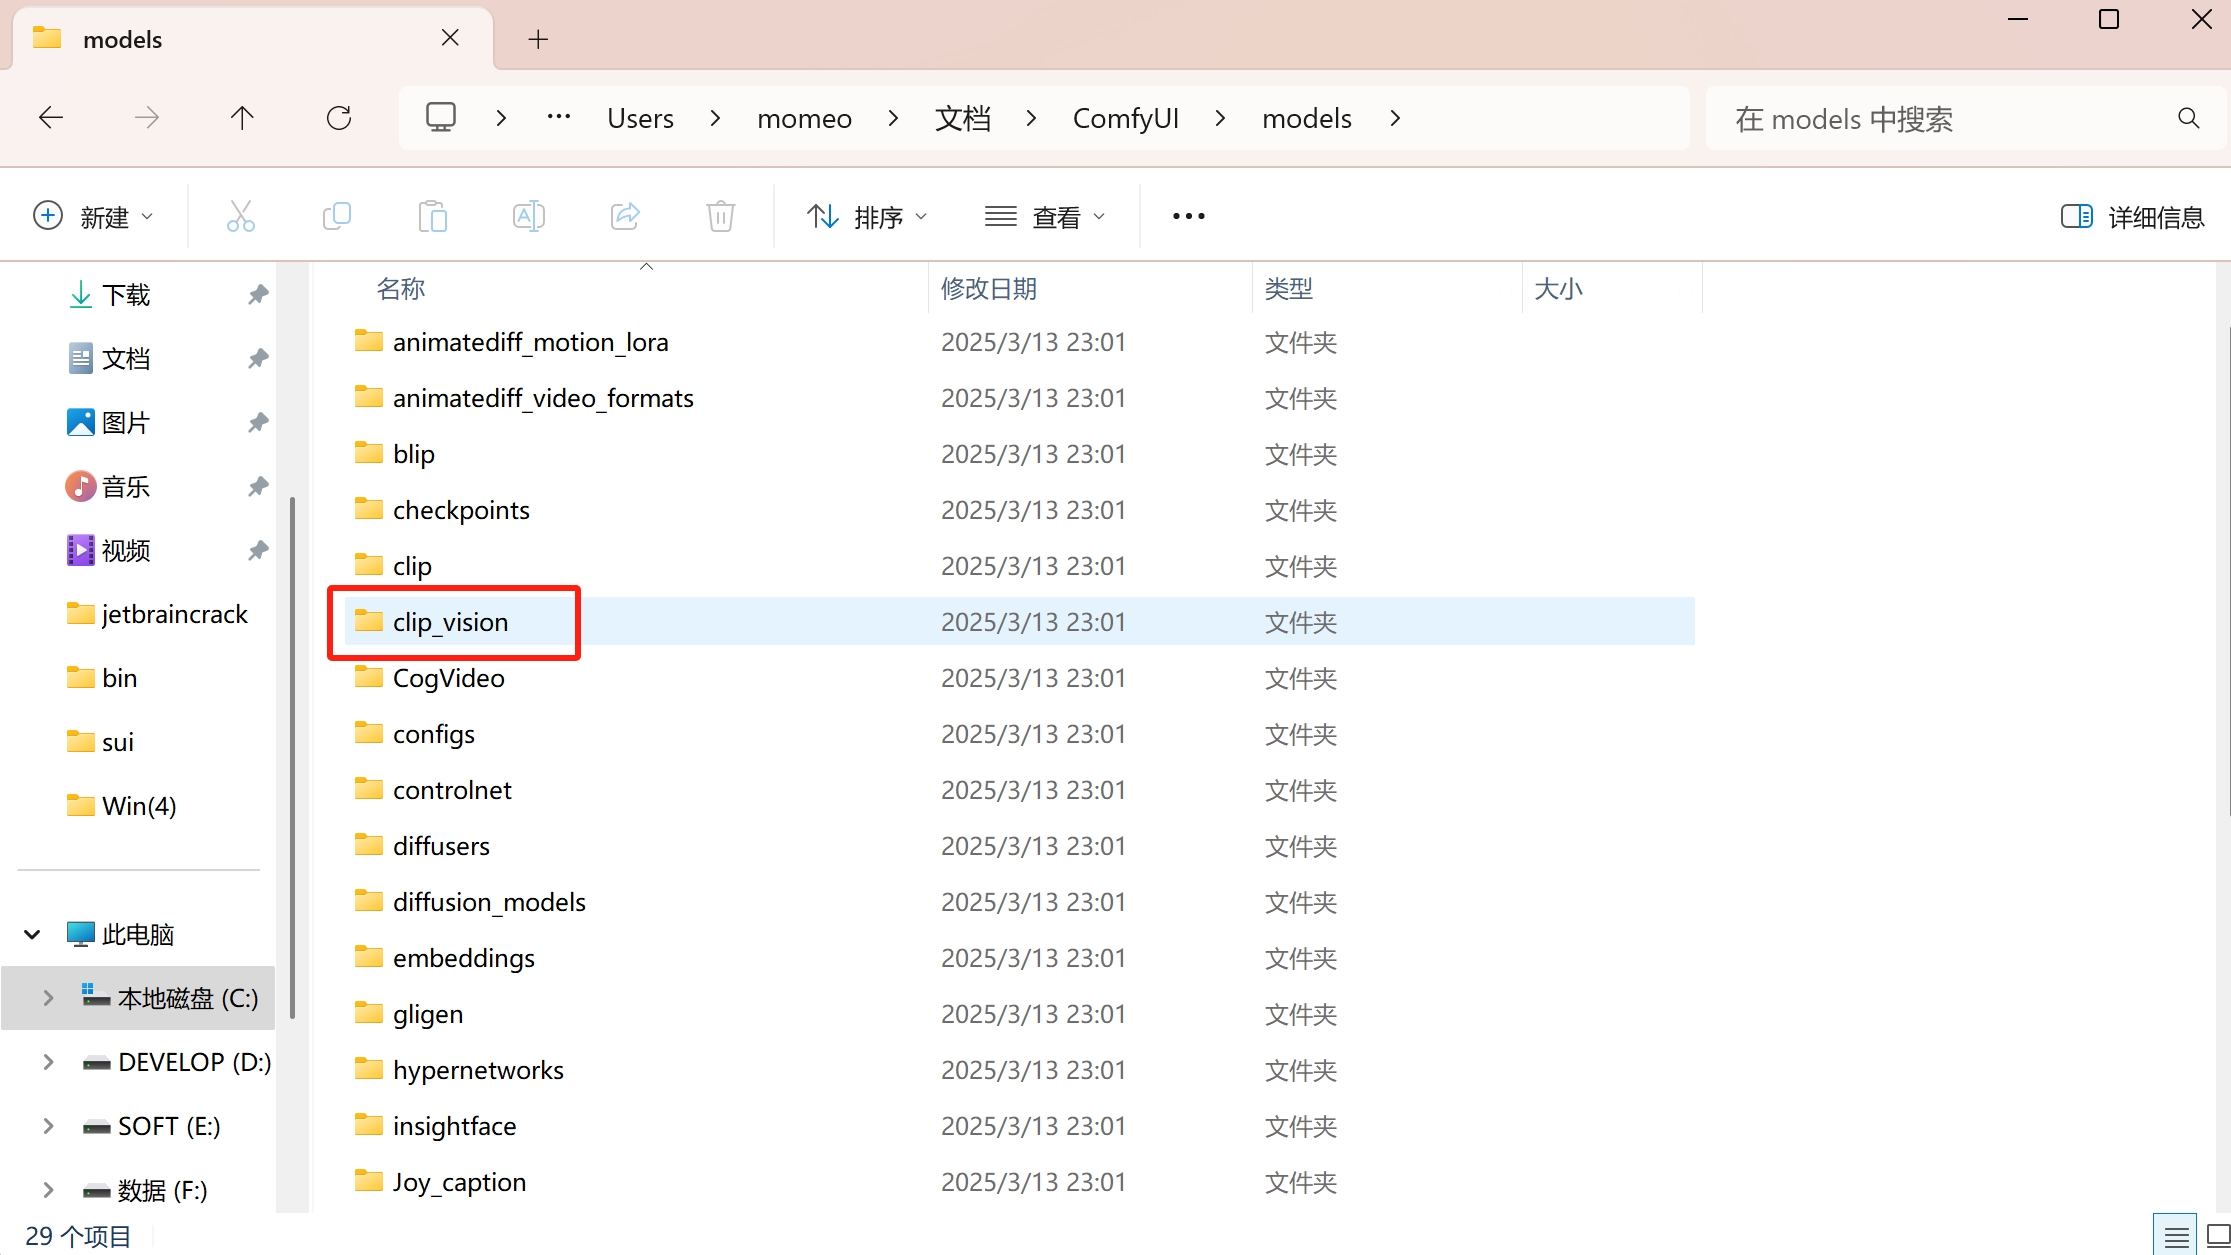 models
Users momeo 文档 ComfyUI models
在 models 中搜索
新建 排序 查看 详细信息
下载
文档
图片
音乐
视频
jetbraincrack
bin
sui
Win(4)
此电脑
本地磁盘 (C:)
DEVELOP (D:)
SOFT (E:)
数据 (F:)
名称 修改日期 类型 大小
animatediff_motion_lora 2025/3/13 23:01 文件夹
animatediff_video_formats 2025/3/13 23:01 文件夹
blip 2025/3/13 23:01 文件夹
checkpoints 2025/3/13 23:01 文件夹
clip 2025/3/13 23:01 文件夹
clip_vision 2025/3/13 23:01 文件夹
CogVideo 2025/3/13 23:01 文件夹
configs 2025/3/13 23:01 文件夹
controlnet 2025/3/13 23:01 文件夹
diffusers 2025/3/13 23:01 文件夹
diffusion_models 2025/3/13 23:01 文件夹
embeddings 2025/3/13 23:01 文件夹
gligen 2025/3/13 23:01 文件夹
hypernetworks 2025/3/13 23:01 文件夹
insightface 2025/3/13 23:01 文件夹
Joy_caption 2025/3/13 23:01 文件夹
29 个项目